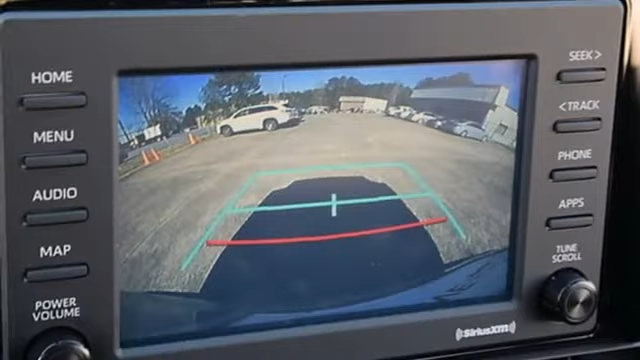 HOME
MENU
AUDIO
MAP
POWER
VOLUME
SEEK >
< TRACK
PHONE
APPS
TUNE
SCROLL
((SiriusXM))